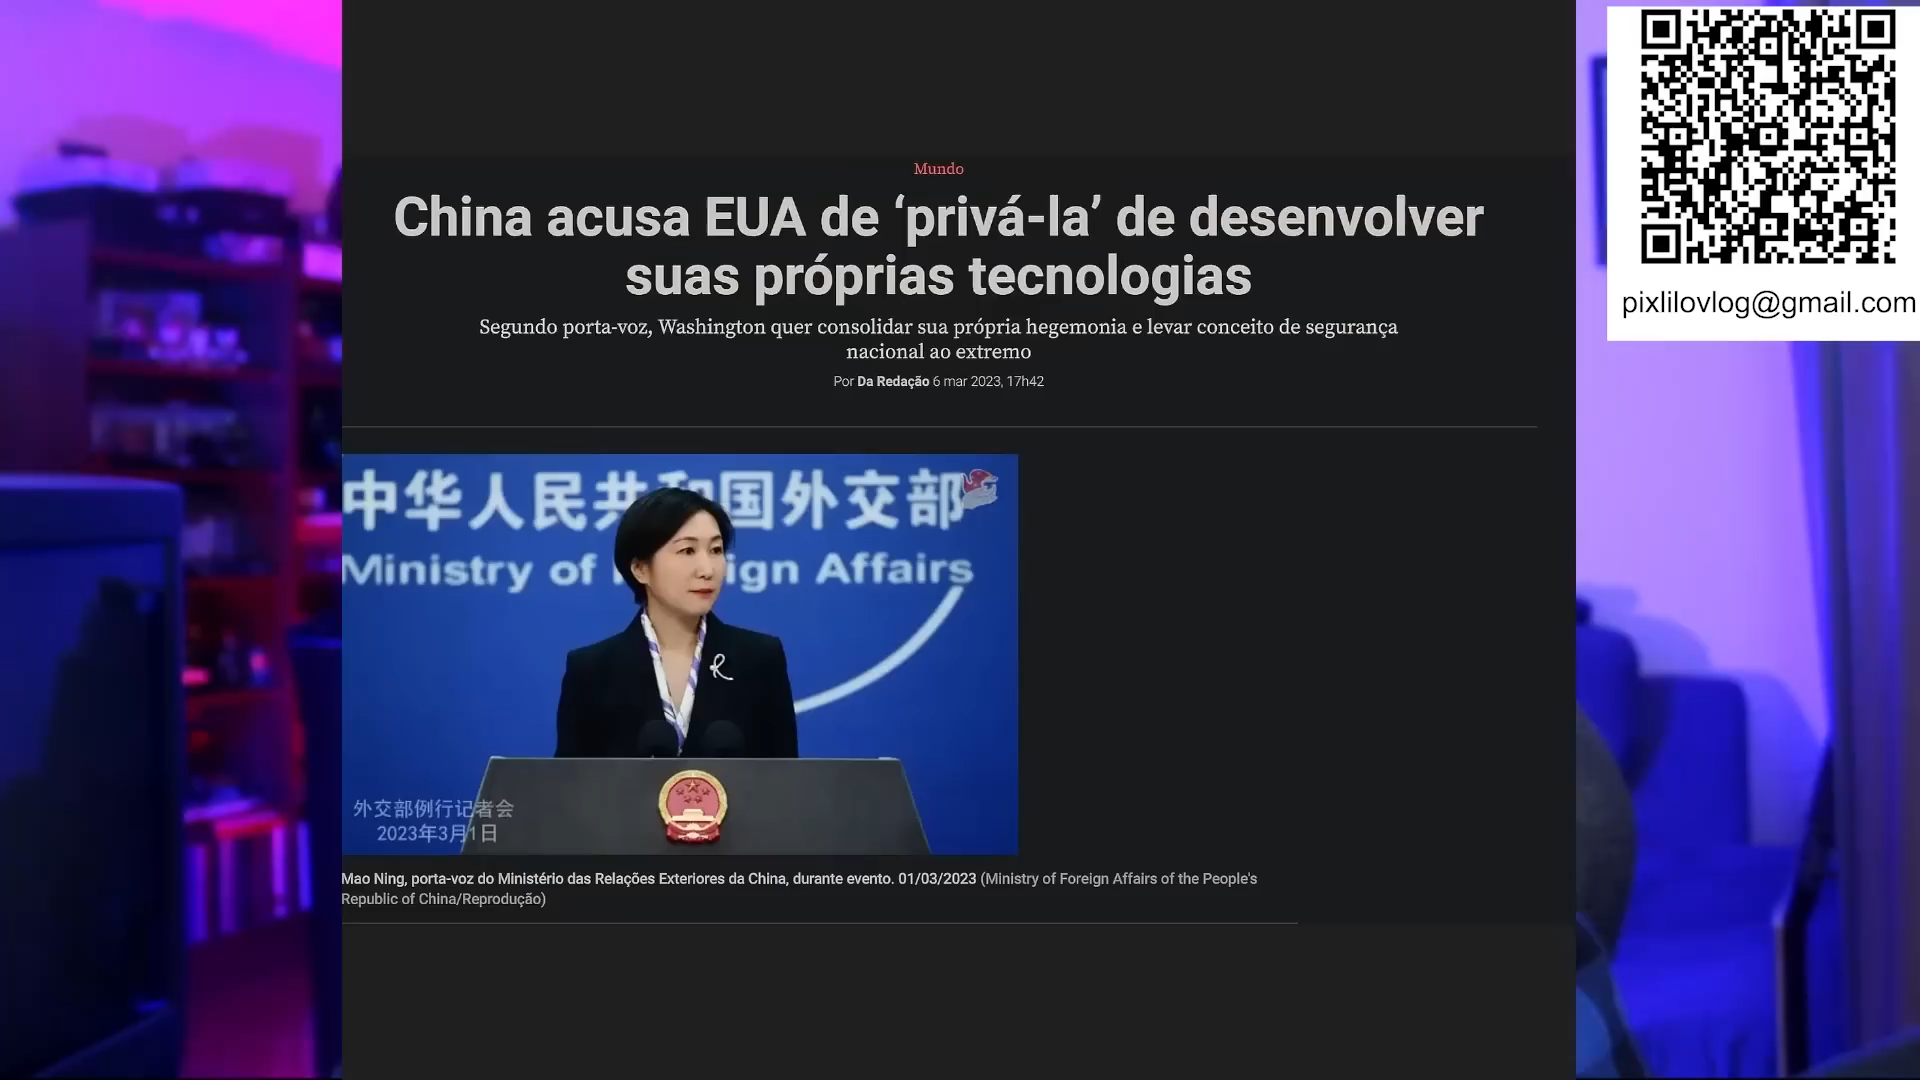 Mundo
China acusa EUA de ‘privá-la’ de desenvolver
suas próprias tecnologias
Segundo porta-voz, Washington quer consolidar sua própria hegemonia e levar conceito de segurança
nacional ao extremo
Por Da Redação 6 mar 2023, 17h42
pixlilovlog@gmail.com
中华人民共和国外交部
Ministry of ign Affairs
外交部例行记者会
2023年3月1日
Mao Ning, porta-voz do Ministério das Relações Exteriores da China, durante evento. 01/03/2023 (Ministry of Foreign Affairs of the People's
Republic of China/Reprodução)